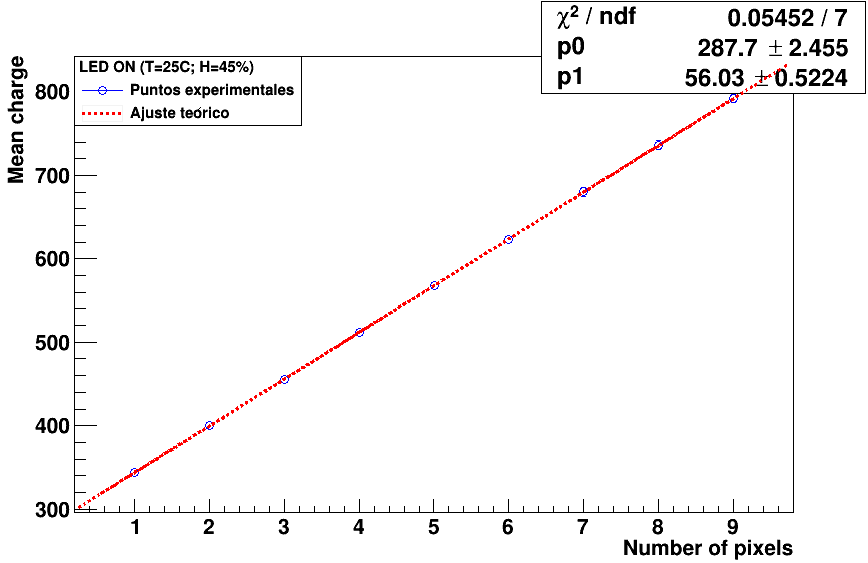 χ² / ndf 0.05452 / 7
p0 287.7 ± 2.455
p1 56.03 ± 0.5224
LED ON (T=25C; H=45%)
Puntos experimentales
Ajuste teórico
Mean charge
800
700
600
500
400
300
1 2 3 4 5 6 7 8 9
Number of pixels